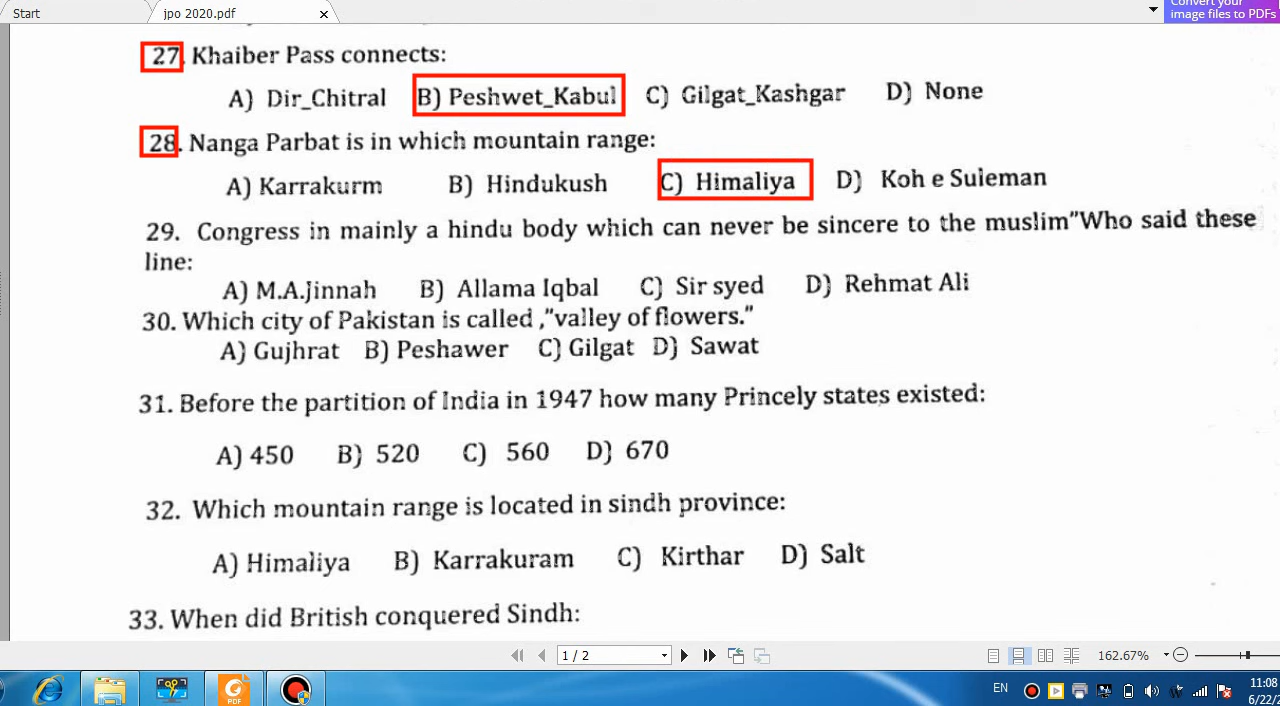 Start
jpo 2020.pdf
Convert your
image files to PDFs
27. Khaiber Pass connects:
A) Dir_Chitral B) Peshwet_Kabul C) Gilgat_Kashgar D) None
28. Nanga Parbat is in which mountain range:
A) Karrakurm B) Hindukush C) Himaliya D) Koh e Suleman
29. Congress in mainly a hindu body which can never be sincere to the muslim"Who said these
line:
A) M.A.Jinnah B) Allama Iqbal C) Sir syed D) Rehmat Ali
30. Which city of Pakistan is called ,"valley of flowers."
A) Gujhrat B) Peshawer C) Gilgat D) Sawat
31. Before the partition of India in 1947 how many Princely states existed:
A) 450 B) 520 C) 560 D) 670
32. Which mountain range is located in sindh province:
A) Himaliya B) Karrakuram C) Kirthar D) Salt
33. When did British conquered Sindh:
1 / 2
162.67%
PDF
EN
11:08
6/22/2